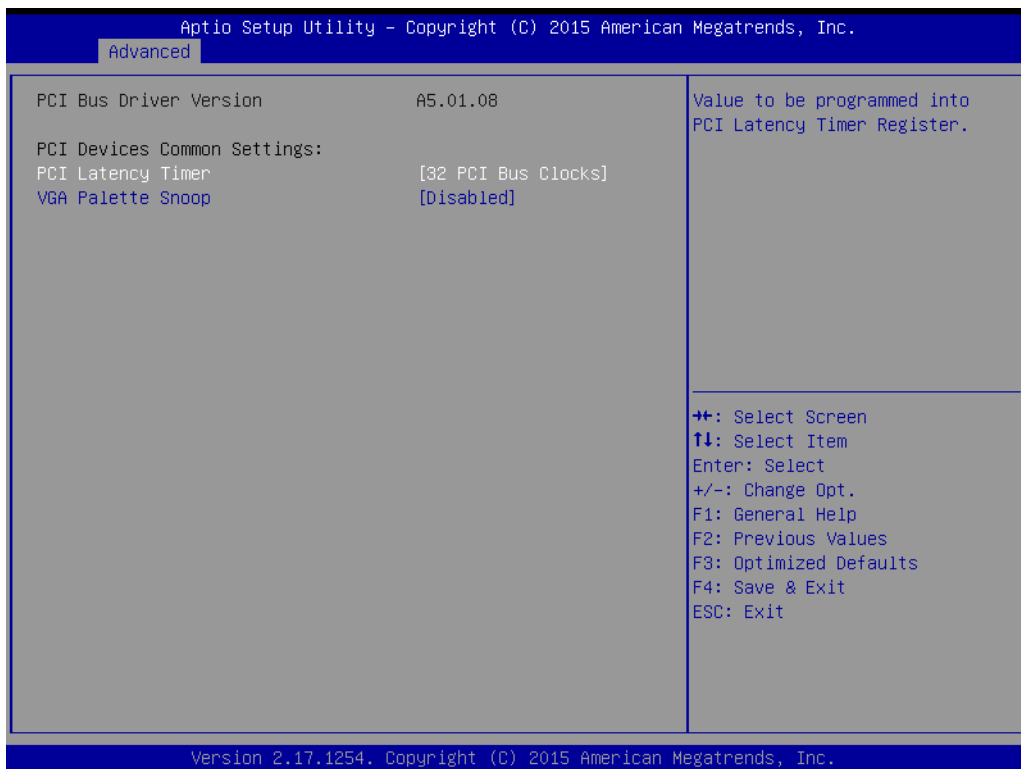 Aptio Setup Utility – Copyright (C) 2015 American Megatrends, Inc.
Advanced
PCI Bus Driver Version A5.01.08
PCI Devices Common Settings:
PCI Latency Timer [32 PCI Bus Clocks]
VGA Palette Snoop [Disabled]
Value to be programmed into
PCI Latency Timer Register.
→←: Select Screen
↑↓: Select Item
Enter: Select
+/-: Change Opt.
F1: General Help
F2: Previous Values
F3: Optimized Defaults
F4: Save & Exit
ESC: Exit
Version 2.17.1254. Copyright (C) 2015 American Megatrends, Inc.